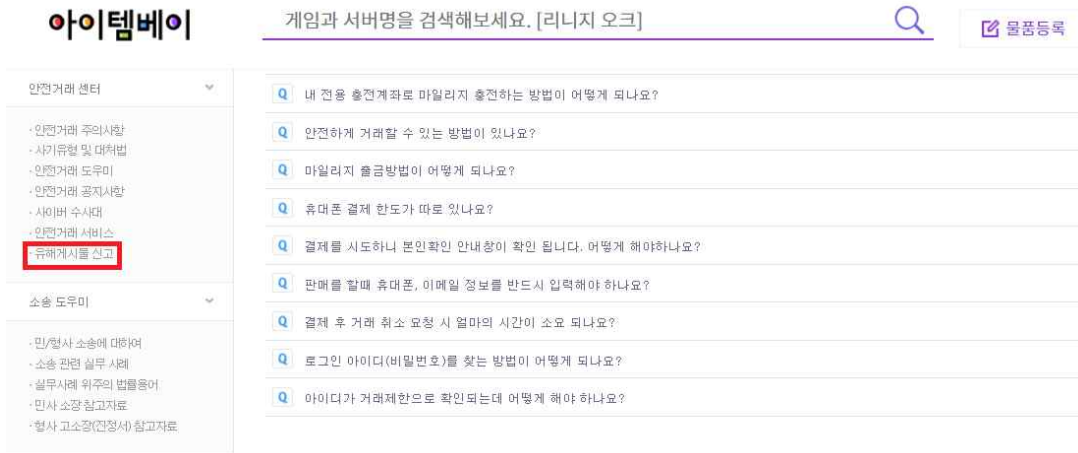 아이템베이
게임과 서버명을 검색해보세요. [리니지 오크]
물품등록
안전거래 센터
· 안전거래 주의사항
· 사기유형 및 대처법
· 안전거래 도우미
· 안전거래 공지사항
· 사이버 수사대
· 안전거래 서비스
· 유해게시물 신고
소송 도우미
· 민/형사 소송에 대하여
· 소송 관련 실무 사례
· 실무사례 위주의 법률용어
· 민사 소장 참고자료
· 형사 고소장(진정서) 참고자료
Q 내 전용 충전계좌로 마일리지 충전하는 방법이 어떻게 되나요?
Q 안전하게 거래할 수 있는 방법이 있나요?
Q 마일리지 출금방법이 어떻게 되나요?
Q 휴대폰 결제 한도가 따로 있나요?
Q 결제를 시도하니 본인확인 안내창이 확인 됩니다. 어떻게 해야하나요?
Q 판매를 할때 휴대폰, 이메일 정보를 반드시 입력해야 하나요?
Q 결제 후 거래 취소 요청 시 얼마의 시간이 소요 되나요?
Q 로그인 아이디(비밀번호)를 찾는 방법이 어떻게 되나요?
Q 아이디가 거래제한으로 확인되는데 어떻게 해야 하나요?